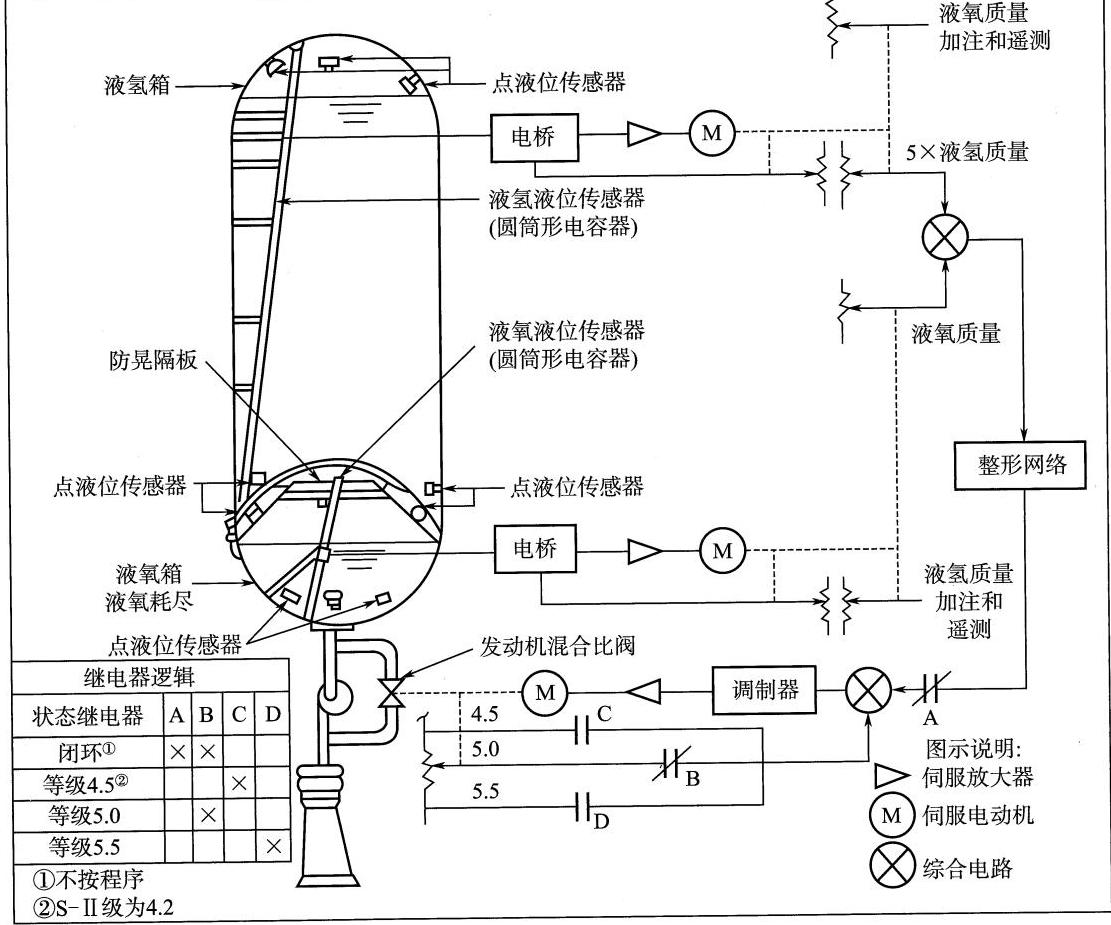 液氧质量
加注和遥测
液氢箱
点液位传感器
电桥
M
5×液氢质量
液氢液位传感器
(圆筒形电容器)
液氧质量
液氧液位传感器
(圆筒形电容器)
防晃隔板
整形网络
点液位传感器
点液位传感器
电桥
M
液氧箱
液氧耗尽
液氢质量
加注和
遥测
点液位传感器
发动机混合比阀
M
调制器
A
4.5
C
5.0
B
5.5
D
继电器逻辑
状态继电器 A B C D
闭环① × ×
等级4.5② ×
等级5.0 ×
等级5.5 ×
①不按程序
②S-Ⅱ级为4.2
图示说明:
伺服放大器
M 伺服电动机
综合电路